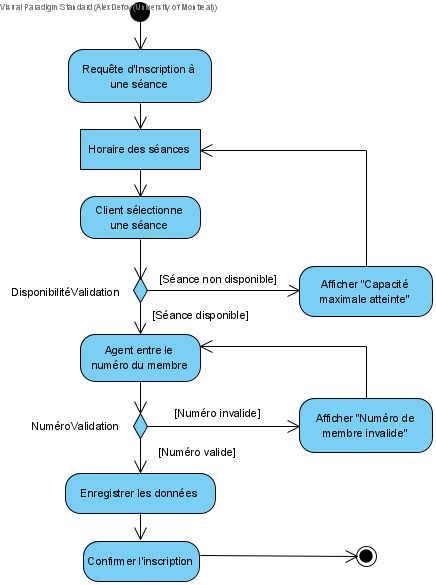 Visual Paradigm Standard (Alex Defoy (University of Montreal))
Requête d'Inscription à
une séance
Horaire des séances
Client sélectionne
une séance
[Séance non disponible]
DisponibilitéValidation
Afficher "Capacité
maximale atteinte"
[Séance disponible]
Agent entre le
numéro du membre
[Numéro invalide]
NuméroValidation
Afficher "Numéro de
membre invalide"
[Numéro valide]
Enregistrer les données
Confirmer l'inscription